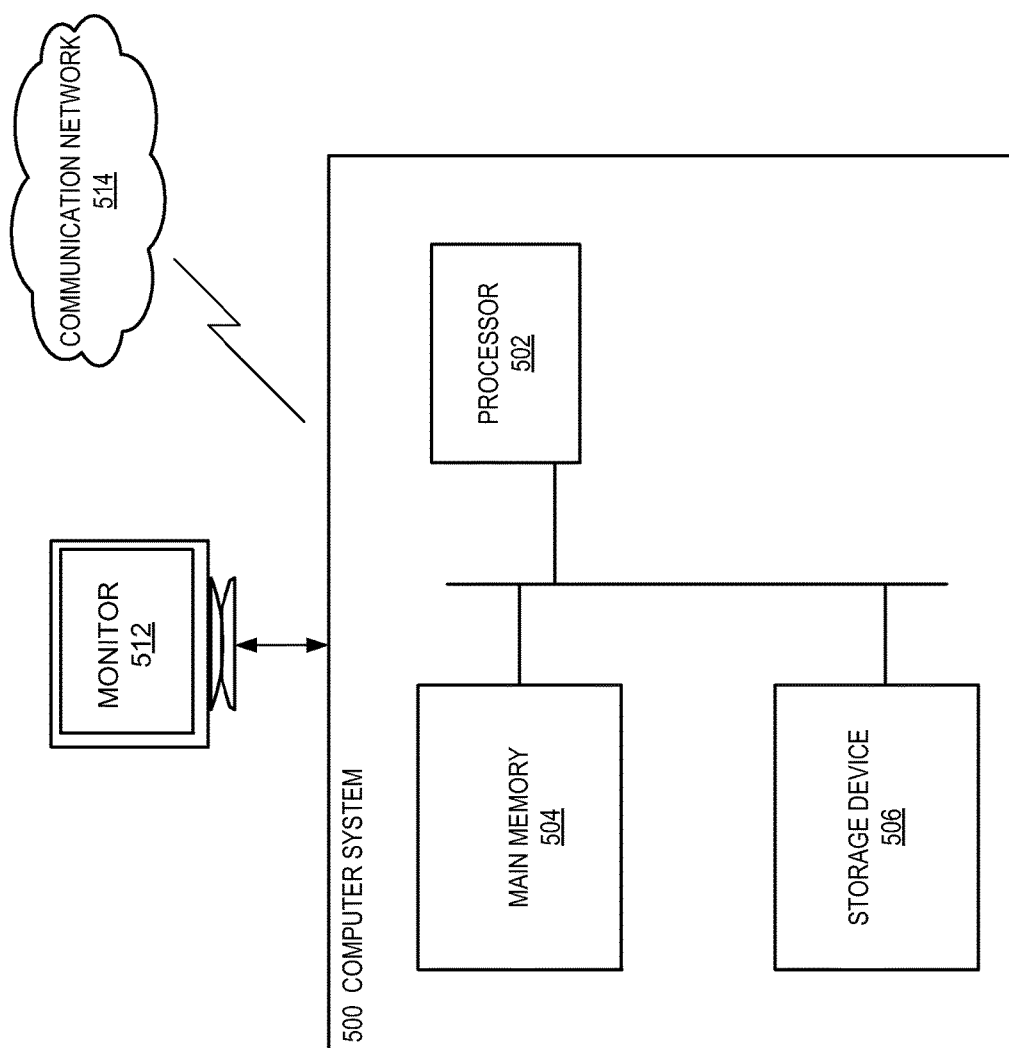 COMMUNICATION NETWORK
514
MONITOR
512
500 COMPUTER SYSTEM
PROCESSOR
502
MAIN MEMORY
504
STORAGE DEVICE
506